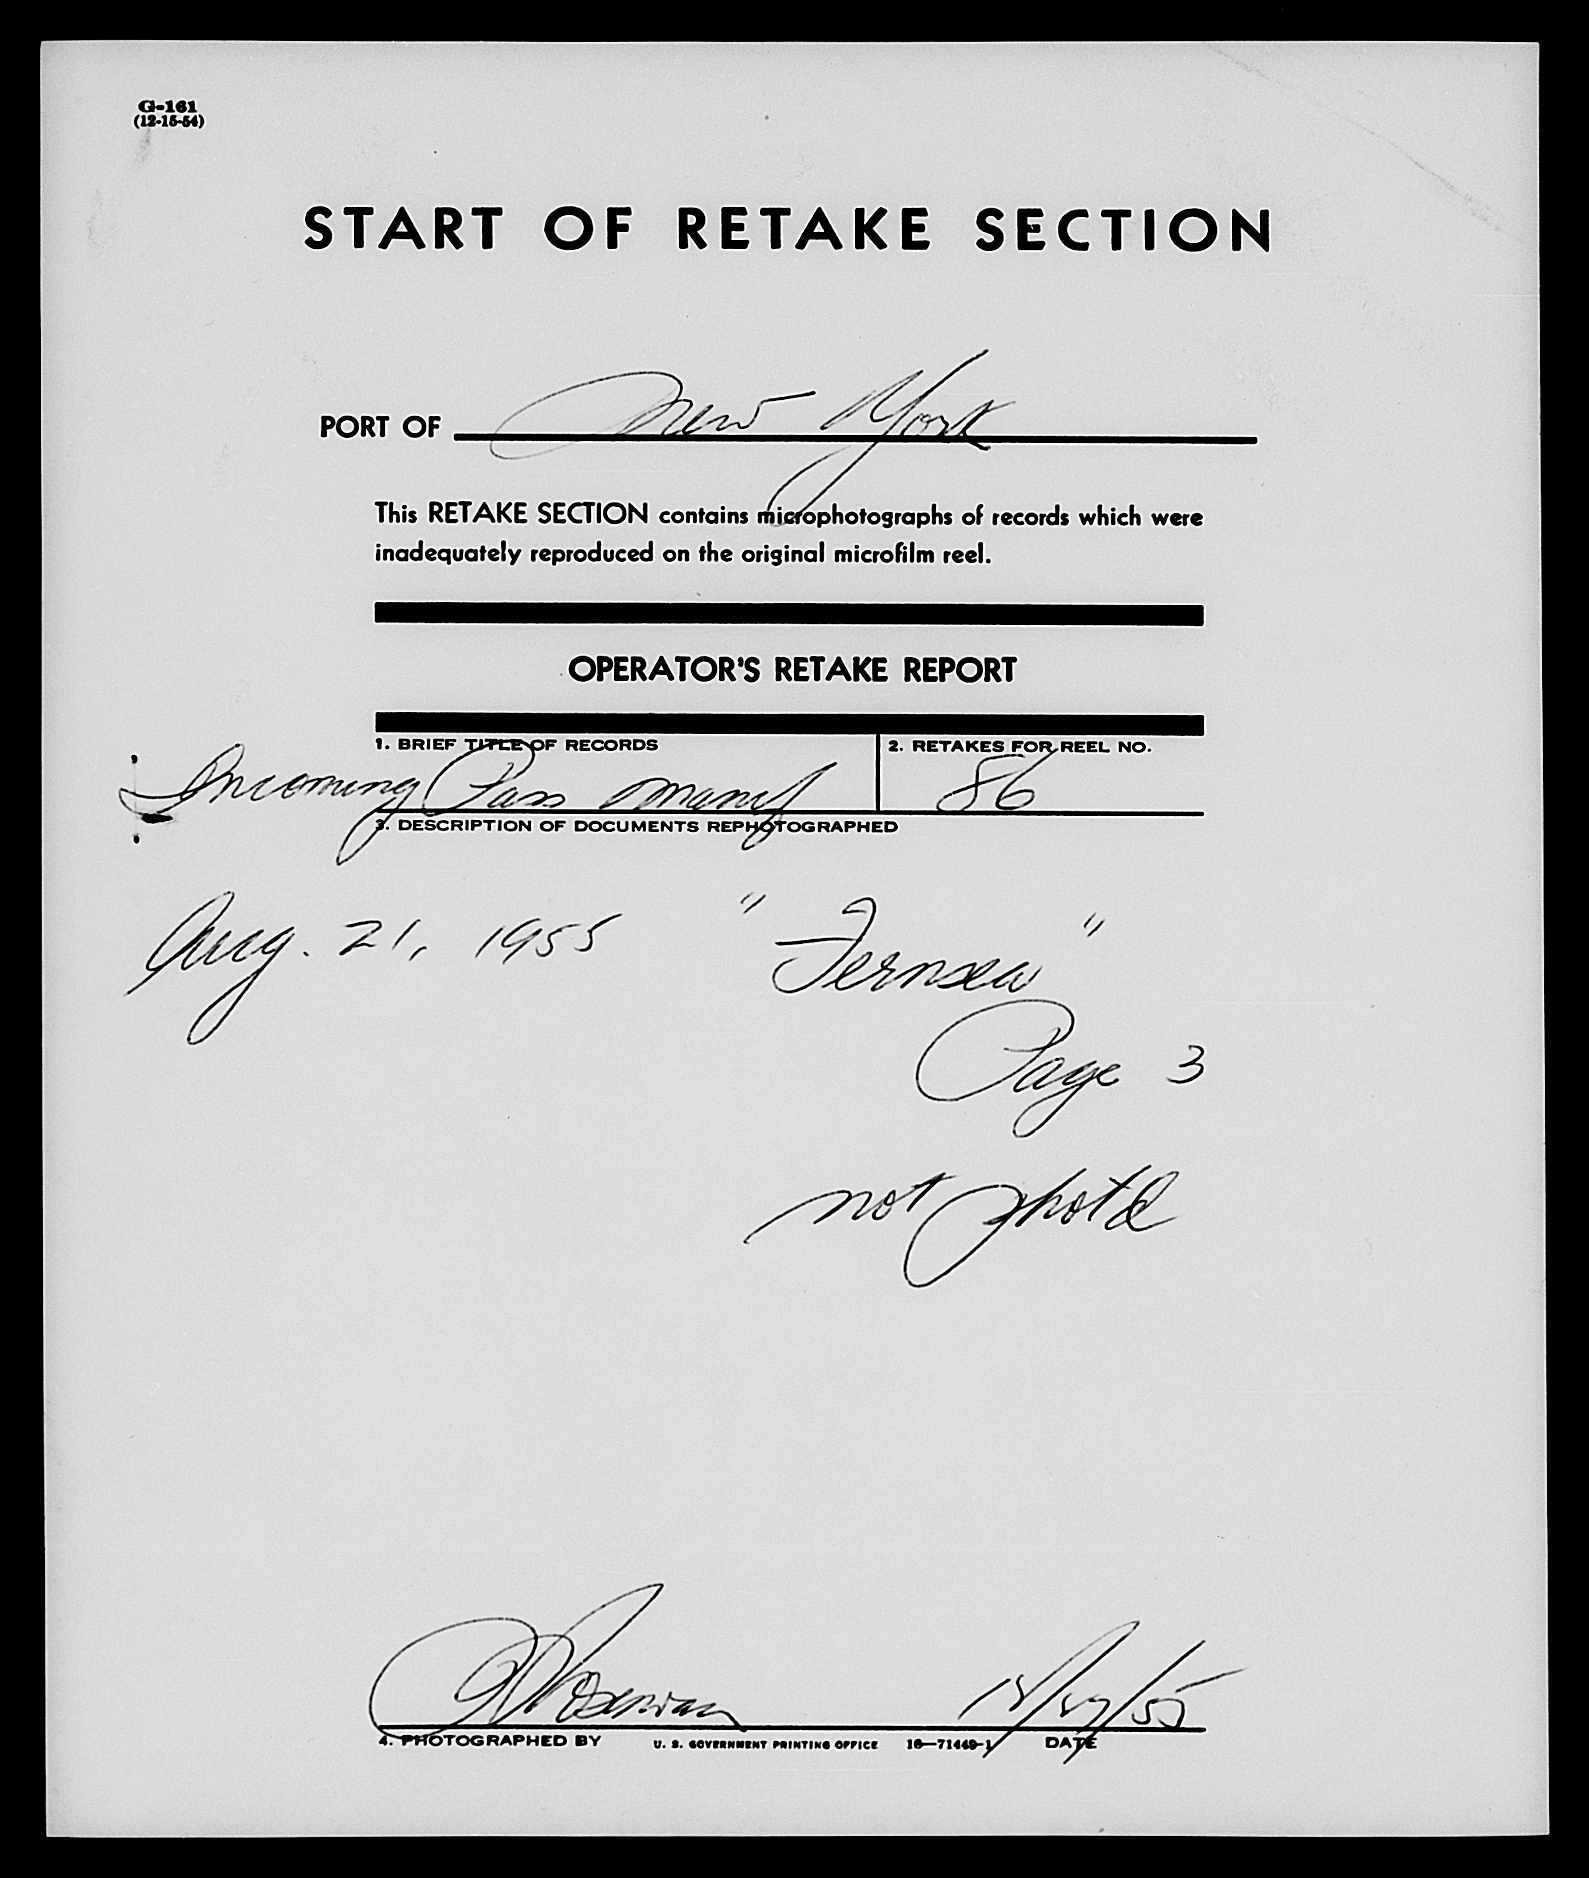 G-161
(12-15-54)
START OF RETAKE SECTION
PORT OF New York
This RETAKE SECTION contains microphotographs of records which were
inadequately reproduced on the original microfilm reel.
OPERATOR'S RETAKE REPORT
1. BRIEF TITLE OF RECORDS
2. RETAKES FOR REEL NO.
Incoming Pass Manif
86
3. DESCRIPTION OF DOCUMENTS REPHOTOGRAPHED
Aug. 21, 1955 "Fernsea"
Page 3
not photd
4. PHOTOGRAPHED BY
U. S. GOVERNMENT PRINTING OFFICE 16—71449-1
DATE